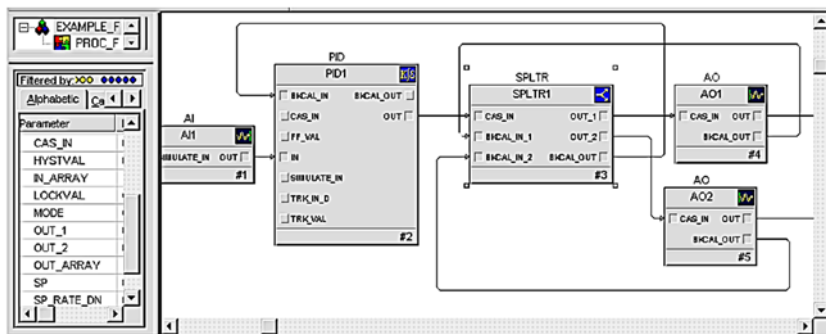 EXAMPLE_F
PROC_F
Filtered by:
Alphabetic Ca
Parameter
CAS_IN
HYSTVAL
IN_ARRAY
LOCKVAL
MODE
OUT_1
OUT_2
OUT_ARRAY
SP
SP_RATE_DN
AI
AI1
SIMULATE_IN OUT
#1
PID
PID1
BKCAL_IN BKCAL_OUT
CAS_IN OUT
FF_VAL
IN
SIMULATE_IN
TRK_IN_D
TRK_VAL
#2
SPLTR
SPLTR1
CAS_IN OUT_1
BKCAL_IN_1 OUT_2
BKCAL_IN_2 BKCAL_OUT
#3
AO
AO1
CAS_IN OUT
BKCAL_OUT
#4
AO
AO2
CAS_IN OUT
BKCAL_OUT
#5